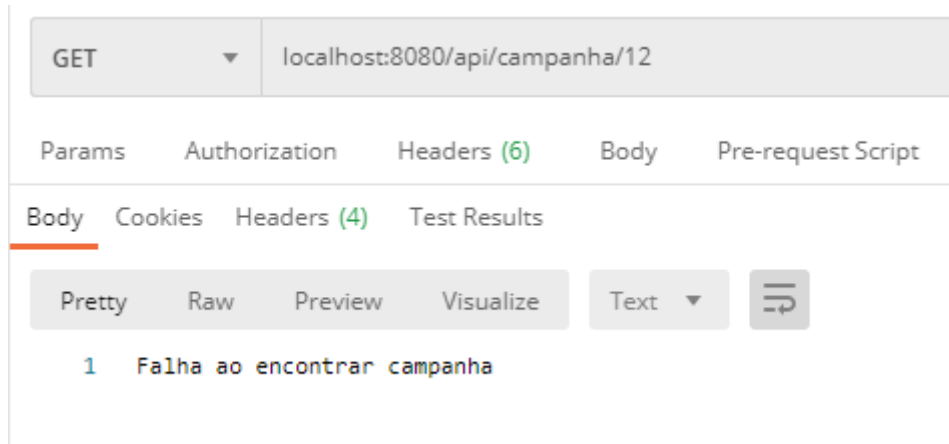 GET localhost:8080/api/campanha/12
Params Authorization Headers (6) Body Pre-request Script
Body Cookies Headers (4) Test Results
Pretty Raw Preview Visualize Text
1 Falha ao encontrar campanha